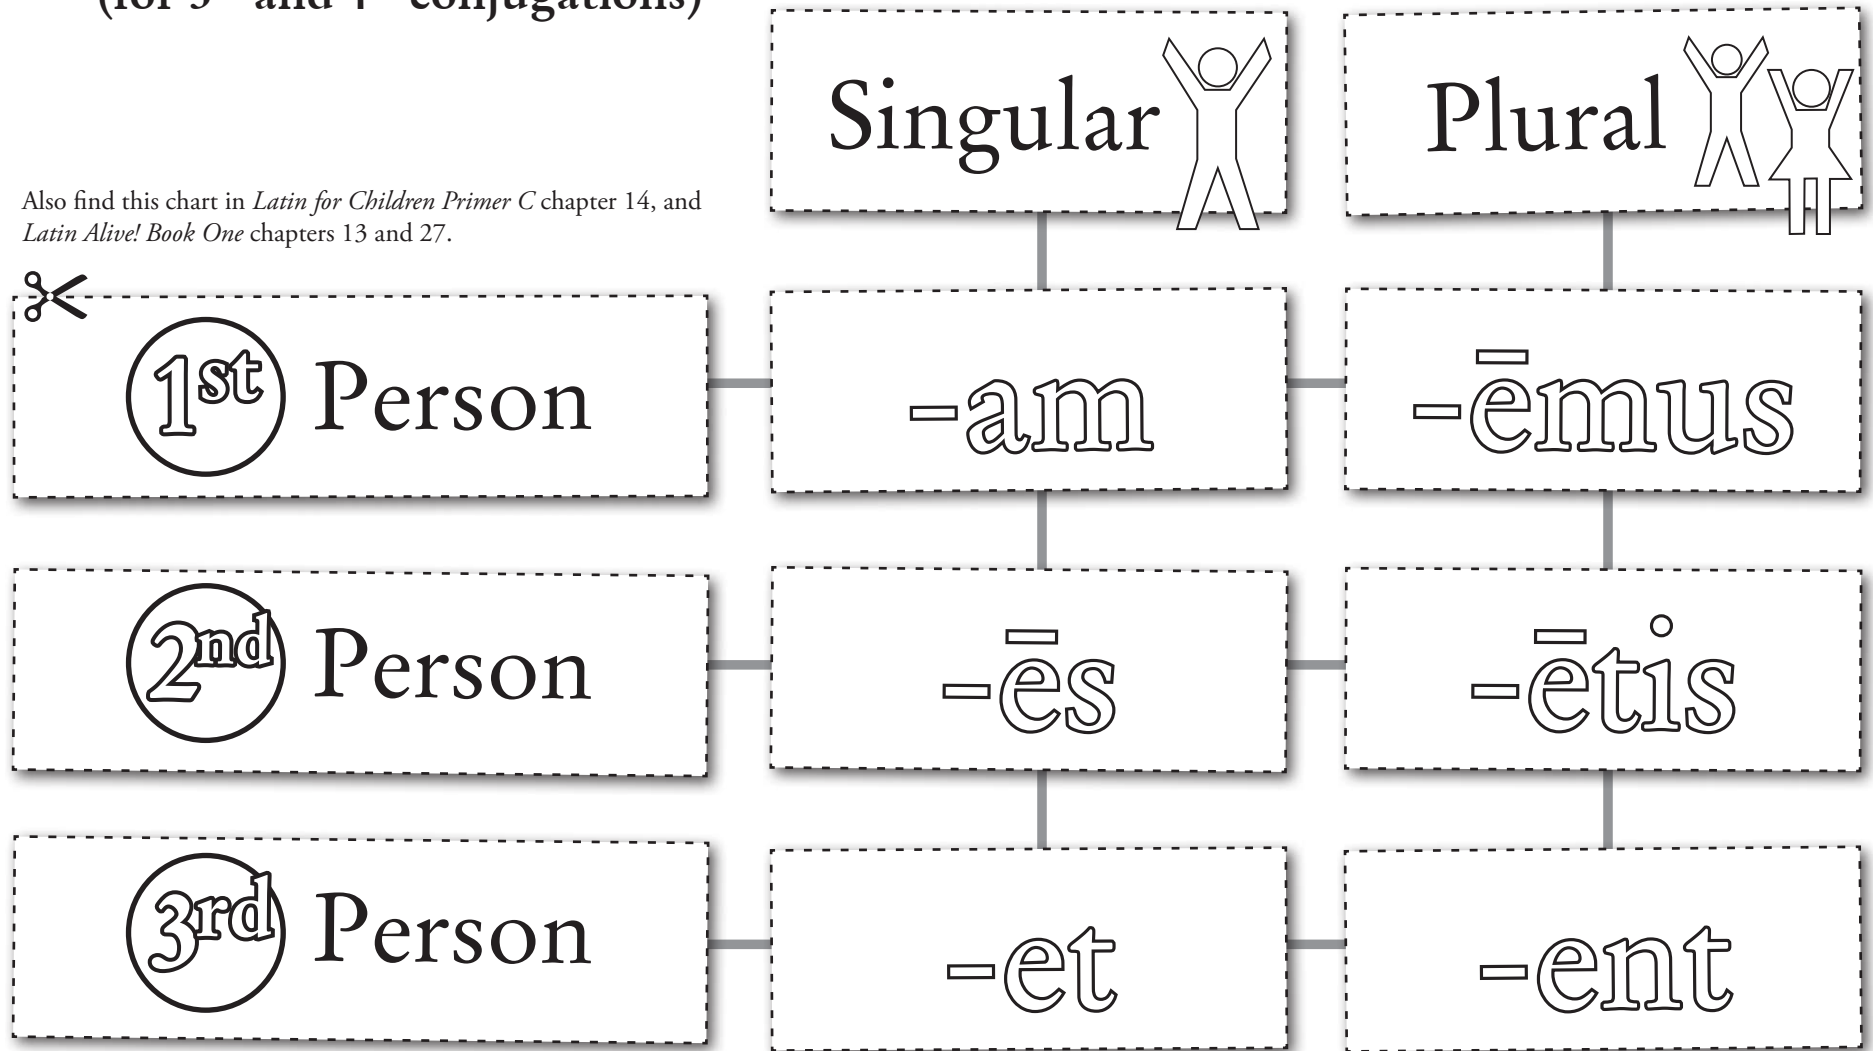 conjugations)
Singular
Plural
Also find this chart in Latin for Children Primer C chapter 14, and
Latin Alive! Book One chapters 13 and 27.
1st Person
-am
-ēmus
2nd Person
-ēs
-ētis
3rd Person
-et
-ent